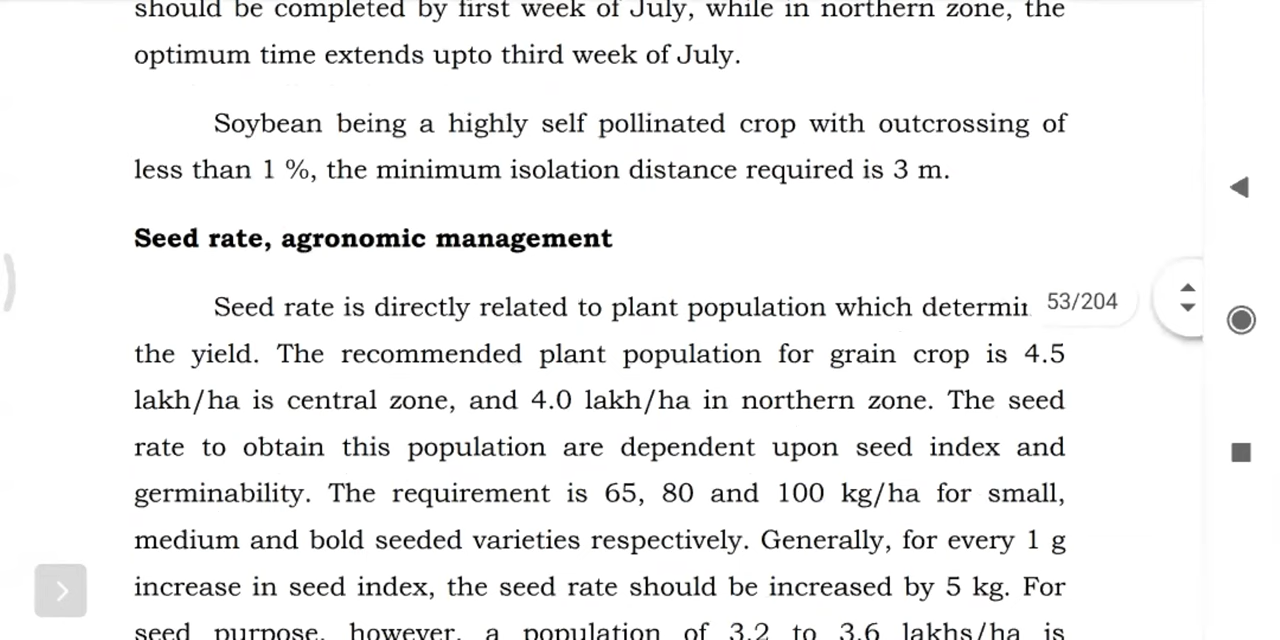 should be completed by first week of July, while in northern zone, the
optimum time extends upto third week of July.
Soybean being a highly self pollinated crop with outcrossing of
less than 1 %, the minimum isolation distance required is 3 m.
Seed rate, agronomic management
Seed rate is directly related to plant population which 53/204
the yield. The recommended plant population for grain crop is 4.5
lakh/ha is central zone, and 4.0 lakh/ha in northern zone. The seed
rate to obtain this population are dependent upon seed index and
germinability. The requirement is 65, 80 and 100 kg/ha for small,
medium and bold seeded varieties respectively. Generally, for every 1 g
increase in seed index, the seed rate should be increased by 5 kg. For
seed purpose, however, a population of 3.2 to 3.6 lakhs/ha is